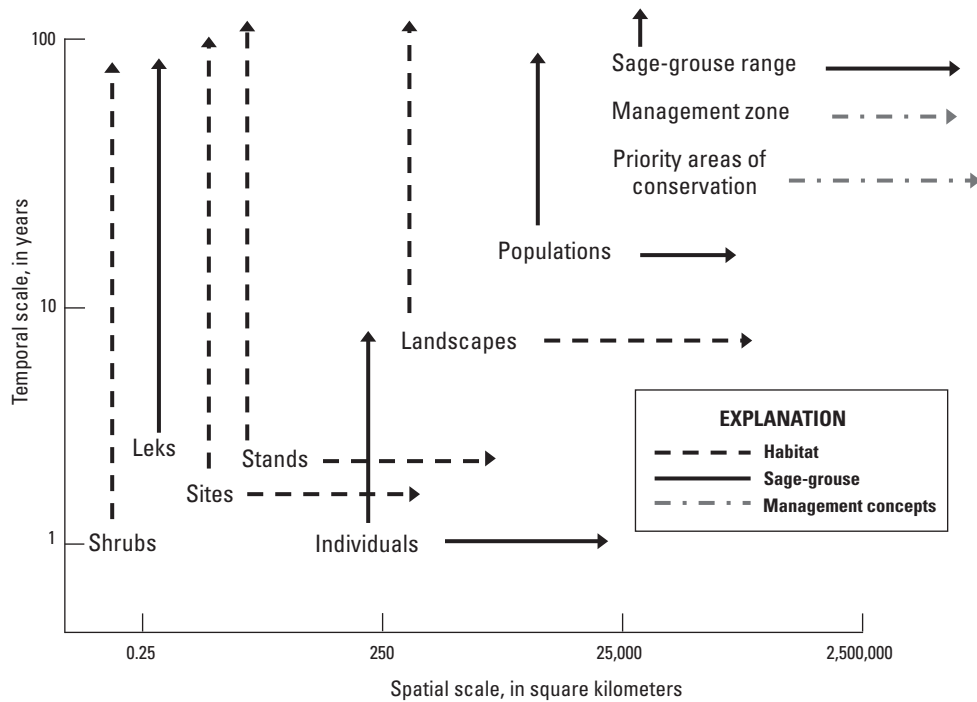 100
10
1
Temporal scale, in years
Sage-grouse range
Management zone
Priority areas of
conservation
Populations
Landscapes
Leks
Stands
Sites
Shrubs
Individuals
EXPLANATION
Habitat
Sage-grouse
Management concepts
0.25
250
25,000
2,500,000
Spatial scale, in square kilometers